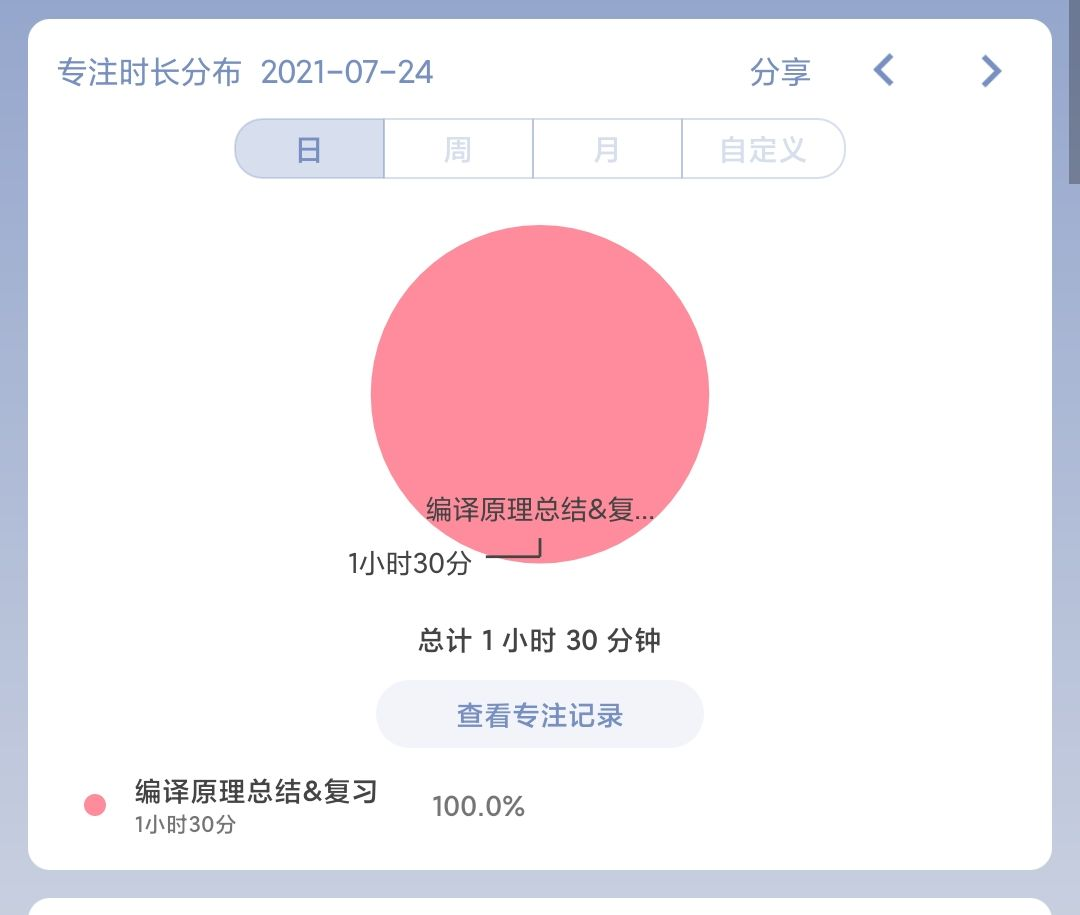 专注时长分布 2021-07-24 分享
日 周 月 自定义
编译原理总结&复...
1小时30分
总计 1 小时 30 分钟
查看专注记录
编译原理总结&复习
1小时30分
100.0%